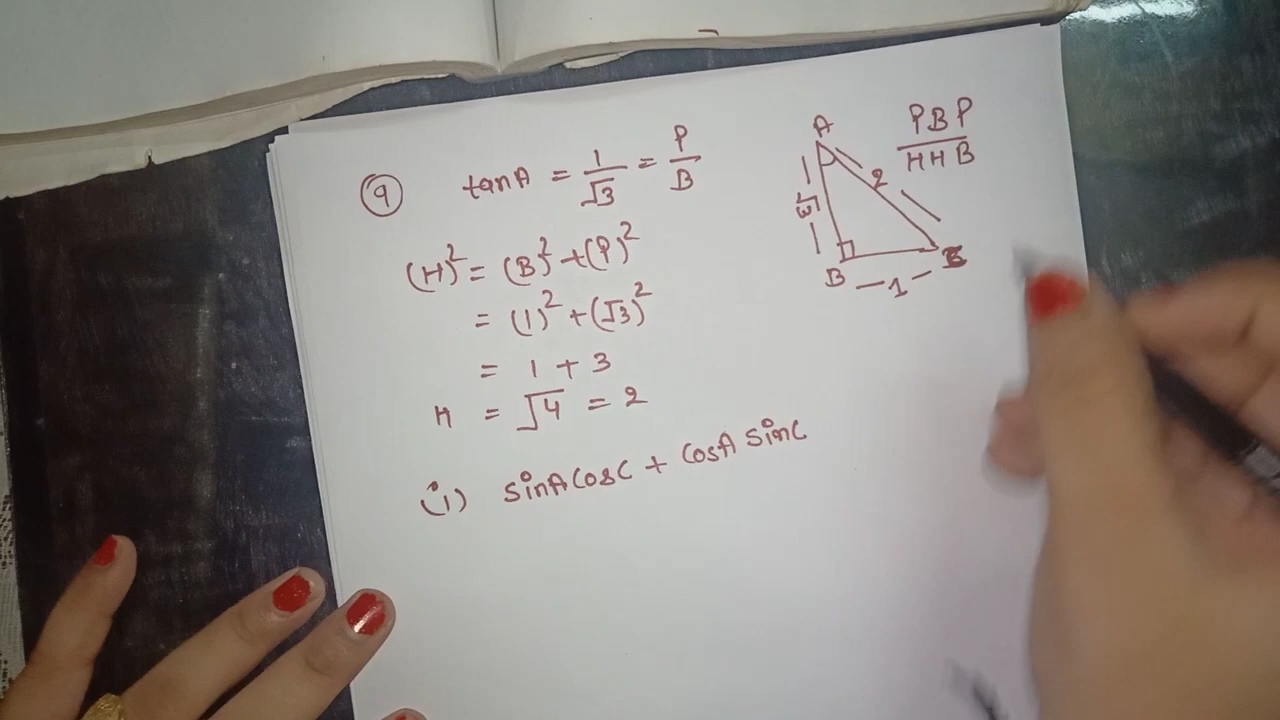 9 tanA = 1/√3 = P/B
(H)² = (B)² + (P)²
= (1)² + (√3)²
= 1 + 3
H = √4 = 2
(i) sinA cosC + cosA sinC
A
√3
2
B
1
C
PBP
HHB